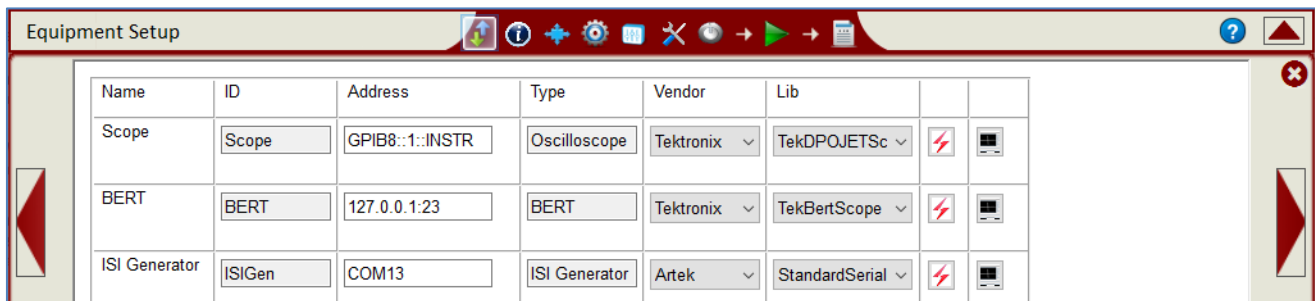 Equipment Setup
Name ID Address Type Vendor Lib
Scope Scope GPIB8::1::INSTR Oscilloscope Tektronix TekDPOJETSc
BERT BERT 127.0.0.1:23 BERT Tektronix TekBertScope
ISI Generator ISIGen COM13 ISI Generator Artek StandardSerial